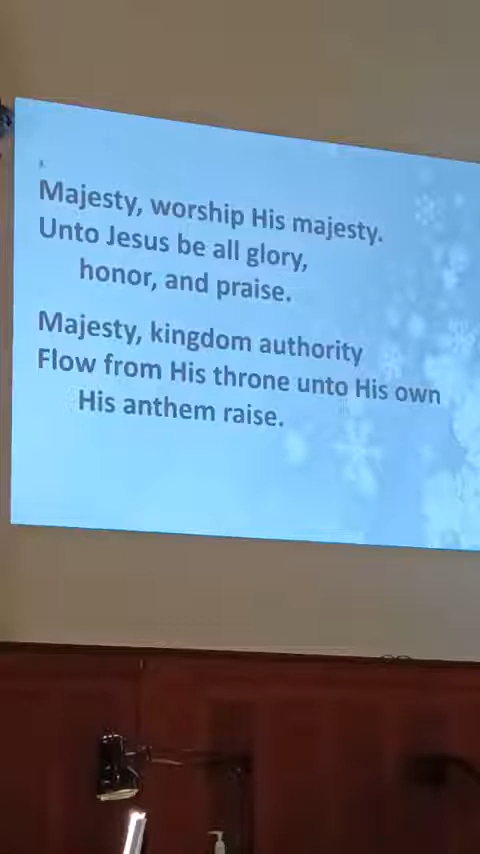 Majesty, worship His majesty.
Unto Jesus be all glory,
honor, and praise.
Majesty, kingdom authority
Flow from His throne unto His own
His anthem raise.